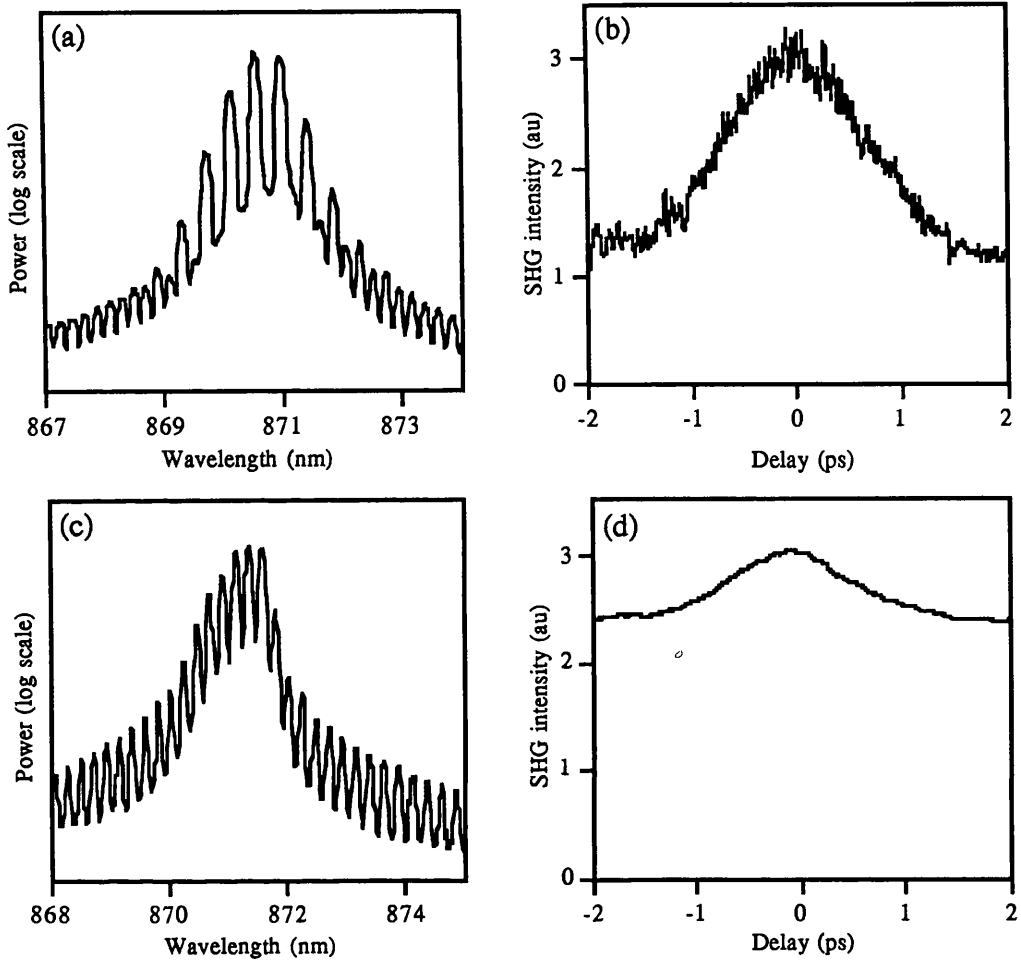 (a)
Power (log scale)
867 869 871 873
Wavelength (nm)
(b)
SHG intensity (au)
3
2
1
0
-2 -1 0 1 2
Delay (ps)
(c)
Power (log scale)
868 870 872 874
Wavelength (nm)
(d)
SHG intensity (au)
3
2
1
0
-2 -1 0 1 2
Delay (ps)